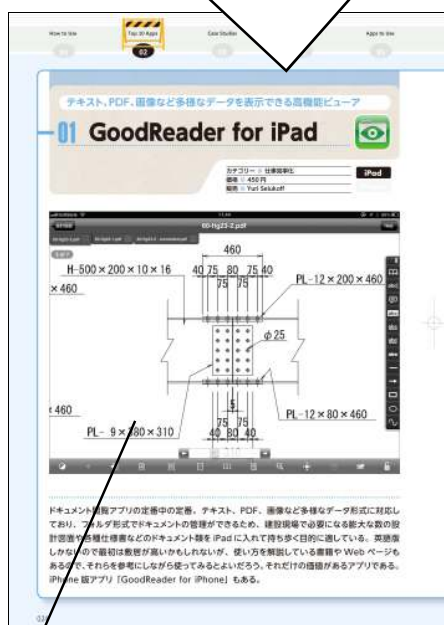 How to Use
Top 20 Apps
Case Studies
Apps to Use
02
テキスト、PDF、画像など多様なデータを表示できる高機能ビューア
01 GoodReader for iPad
カテゴリー 仕事効率化
価格 450円
販売 Yuri Selukoff
iPad
460
H-500×200×10×16
40 75 80 75 40
75 75
PL-12×200×460
×460
φ25
×460
5
PL- 9×380×310
75 75
40 80 40
PL-12×80×460
ドキュメント閲覧アプリの定番中の定番。テキスト、PDF、画像など多様なデータ形式に対応し
ており、フォルダ形式でドキュメントの管理ができるため、建設現場で必要になる膨大な数の設
計図面や各種仕様書などのドキュメント類を iPad に入れて持ち歩く目的に適している。英語版
しかないので最初は敷居が高いかもしれないが、使い方を解説している書籍や Web ページも
あるので、それらを参考にしながら使ってみるとよいだろう。それだけの価値があるアプリである。
iPhone 版アプリ「GoodReader for iPhone」もある。